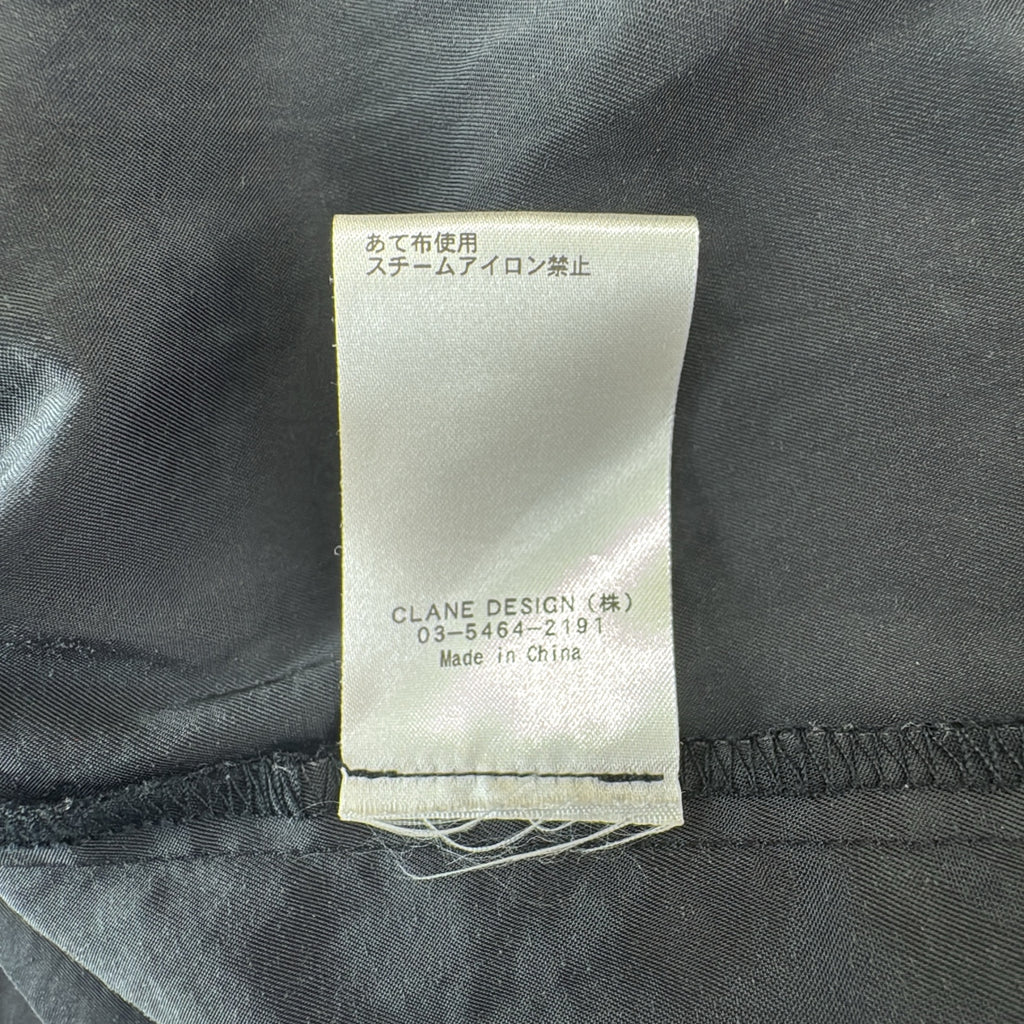 あて布使用
スチームアイロン禁止
CLANE DESIGN (株)
03-5464-2191
Made in China